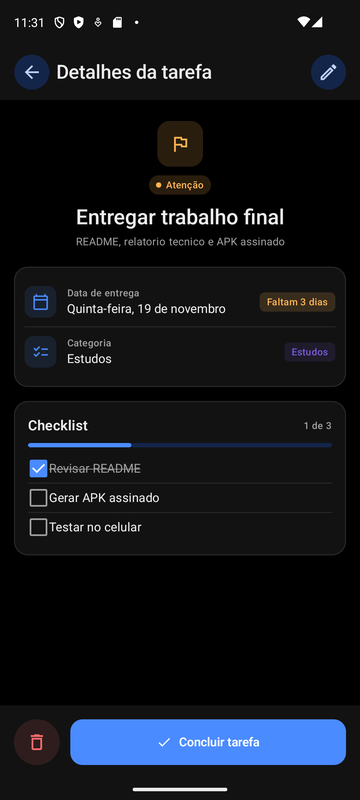 11:31
Detalhes da tarefa
Atenção
Entregar trabalho final
README, relatorio tecnico e APK assinado
Data de entrega
Quinta-feira, 19 de novembro
Faltam 3 dias
Categoria
Estudos
Estudos
Checklist
1 de 3
Revisar README
Gerar APK assinado
Testar no celular
Concluir tarefa